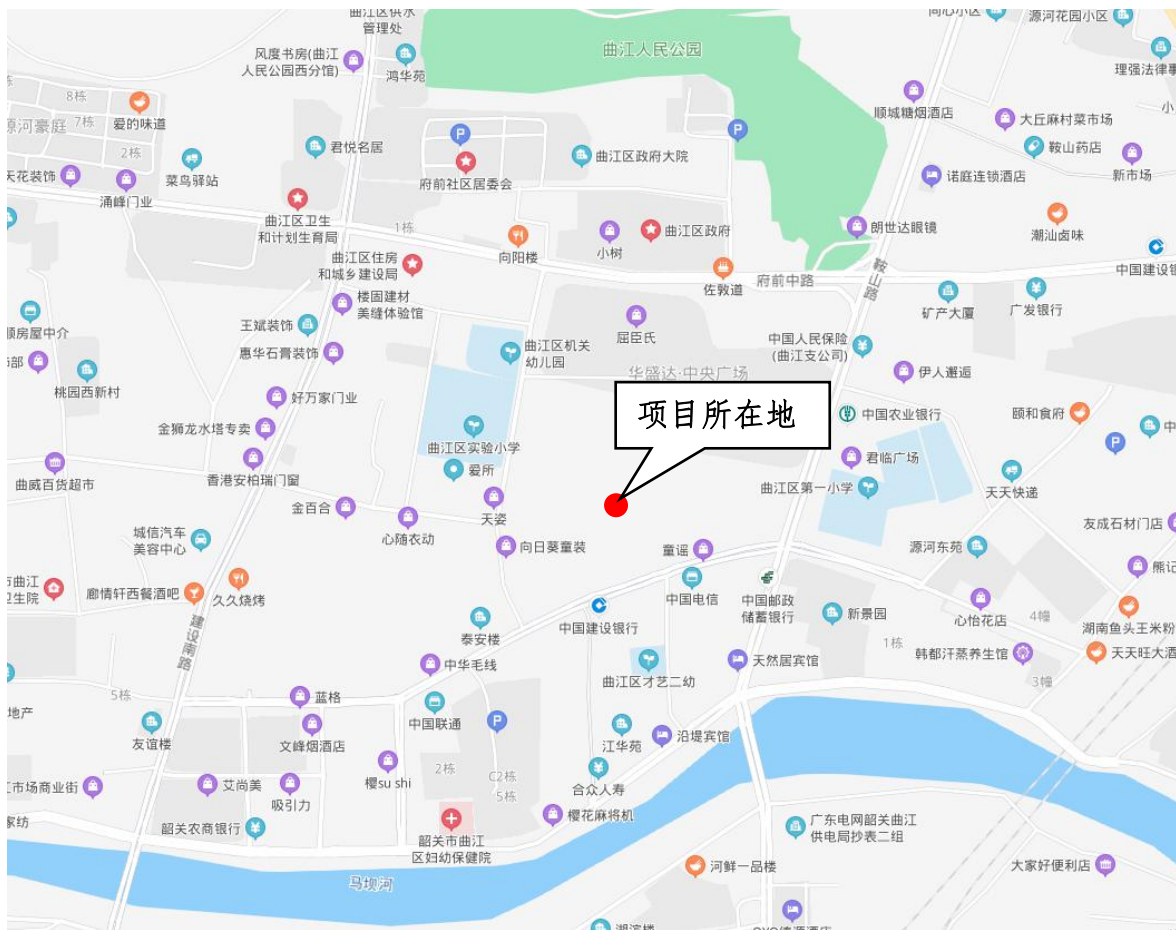 曲江区供水
管理处
同心小区
源河花园小区
风度书房(曲江
人民公园西分馆)
鸿华苑
曲江人民公园
理强法律事
8栋
7栋
爱的味道
源河豪庭
2栋
顺城糖烟酒店
大丘麻村菜市场
小
君悦名居
P
P
鞍山药店
菜鸟驿站
府前社区居委会
曲江区政府大院
诺庭连锁酒店
新市场
天花装饰
涌峰门业
曲江区卫生
和计划生育局
1栋
小树
曲江区政府
朗世达眼镜
潮汕卤味
向阳楼
曲江区住房
和城乡建设局
佐敦道
府前中路
鞍山路
中国建设银
楼固建材
美缝体验馆
矿产大厦
广发银行
顺房屋中介
王斌装饰
屈臣氏
中国人民保险
(曲江支公司)
惠华石膏装饰
曲江区机关
幼儿园
桃园西新村
华盛达·中央广场
伊人邂逅
好万家门业
项目所在地
中国农业银行
颐和食府
中
金狮龙水塔专卖
曲江区实验小学
P
香港安柏瑞门窗
爱所
君临广场
曲威百货超市
曲江区第一小学
天天快递
金百合
天姿
心随衣动
友成石材门店
城信汽车
美容中心
向日葵童装
童谣
源河东苑
熊记
市曲江
卫生院
廊情轩西餐酒吧
久久烧烤
中国电信
中国邮政
储蓄银行
建设南路
泰安楼
中国建设银行
新景园
心怡花店
4幢
湖南鱼头王米粉
1栋
韩都汗蒸养生馆
天天旺大酒
中华毛线
天然居宾馆
曲江区才艺二幼
3幢
5栋
蓝格
地产
中国联通
P
友谊楼
文峰烟酒店
江华苑
沿堤宾馆
2栋
C2栋
5栋
江市场商业街
艾尚美
吸引力
樱su shi
合众人寿
家纺
韶关农商银行
樱花麻将机
韶关市曲江
区妇幼保健院
广东电网韶关曲江
供电局抄表二组
河鲜一品楼
大家好便利店
马坝河
湖滨楼